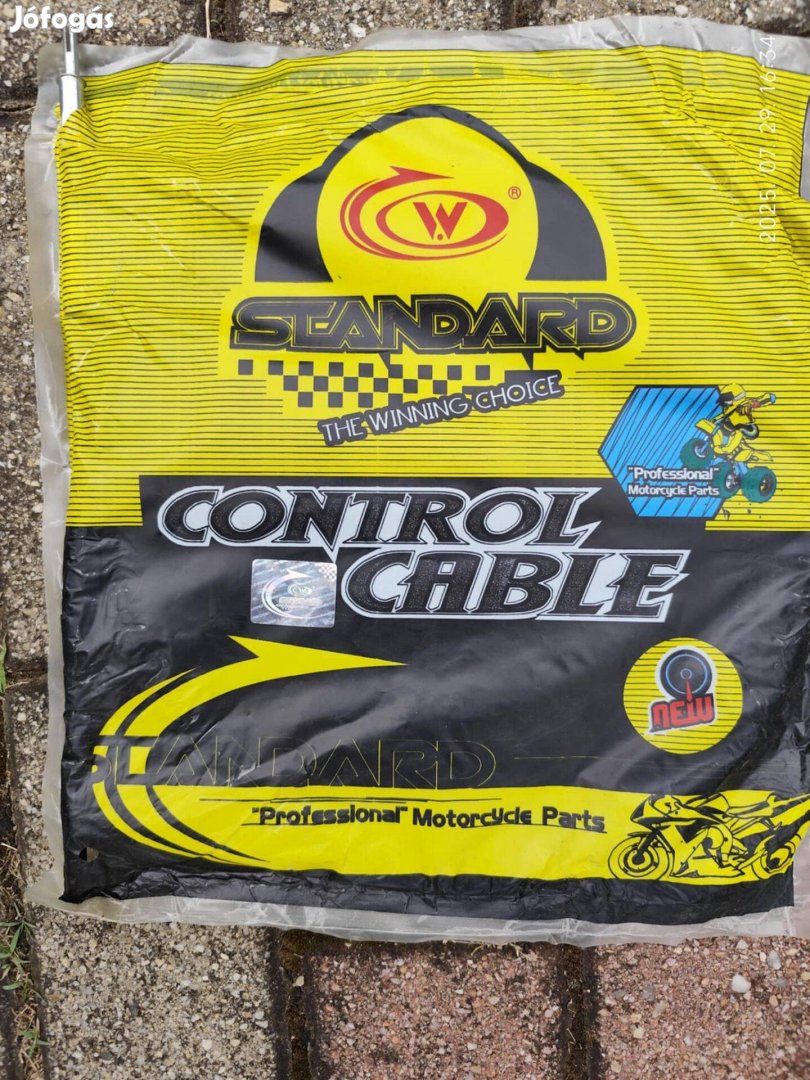 Jófogás
2025 07 29 16:34
W
®
STANDARD
THE WINNING CHOICE
"Professional"
Motorcycle Parts
CONTROL
CABLE
W
STANDARD
NEW
STANDARD
"Professional" Motorcycle Parts